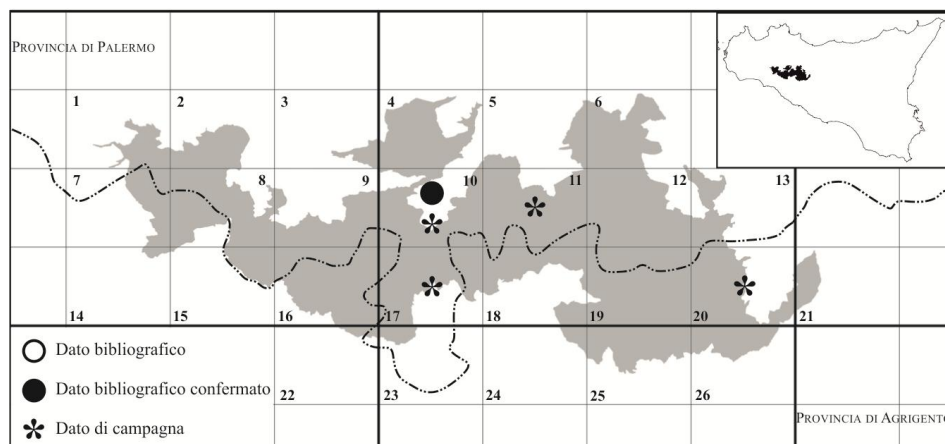 PROVINCIA DI PALERMO
1 2 3 4 5 6
7 8 9 10 11 12 13
14 15 16 17 18 19 20 21
Dato bibliografico
Dato bibliografico confermato
22 23 24 25 26
Dato di campagna
PROVINCIA DI AGRIGENTO